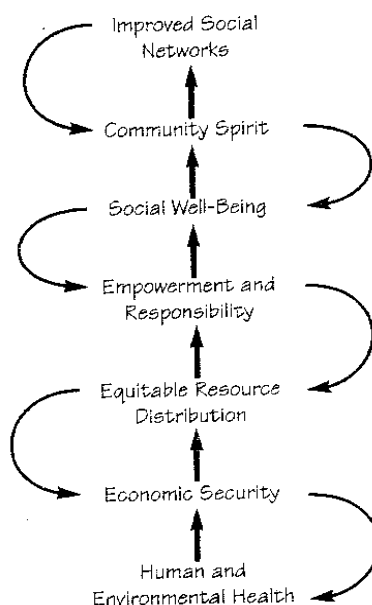 Improved Social
Networks
Community Spirit
Social Well-Being
Empowerment and
Responsibility
Equitable Resource
Distribution
Economic Security
Human and
Environmental Health